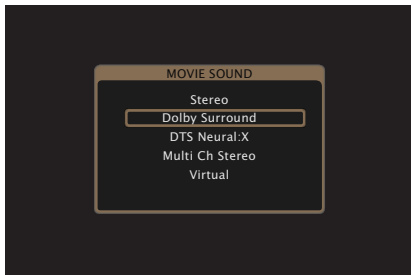 MOVIE SOUND
Stereo
Dolby Surround
DTS Neural:X
Multi Ch Stereo
Virtual